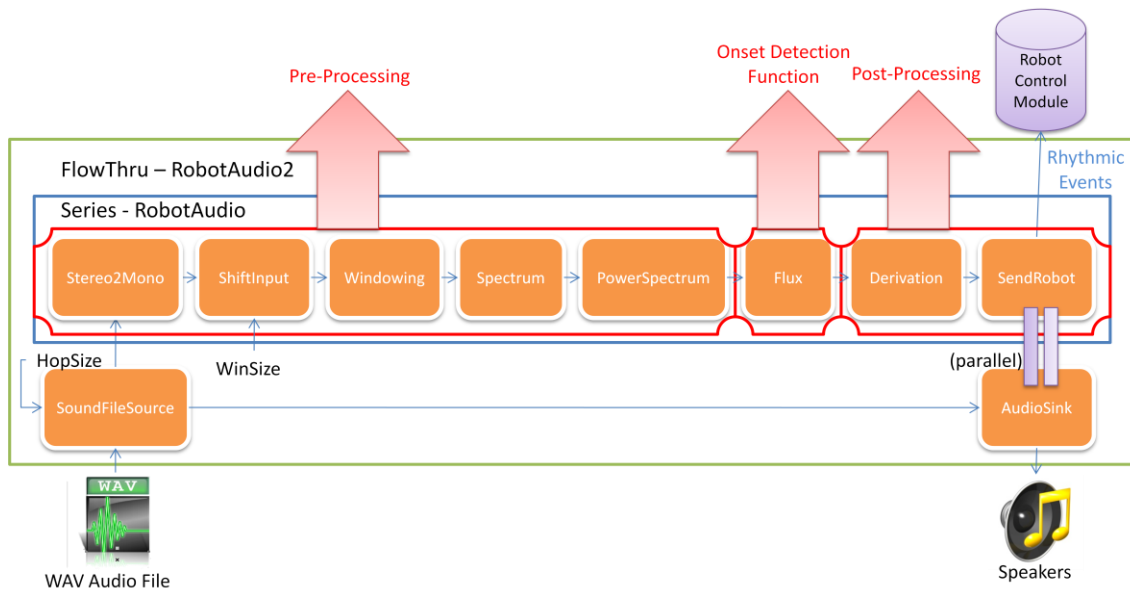 Pre-Processing
Onset Detection
Function
Post-Processing
Robot
Control
Module
FlowThru – RobotAudio2
Rhythmic
Events
Series - RobotAudio
Stereo2Mono
ShiftInput
Windowing
Spectrum
PowerSpectrum
Flux
Derivation
SendRobot
HopSize
WinSize
(parallel)
SoundFileSource
AudioSink
WAV
WAV Audio File
Speakers